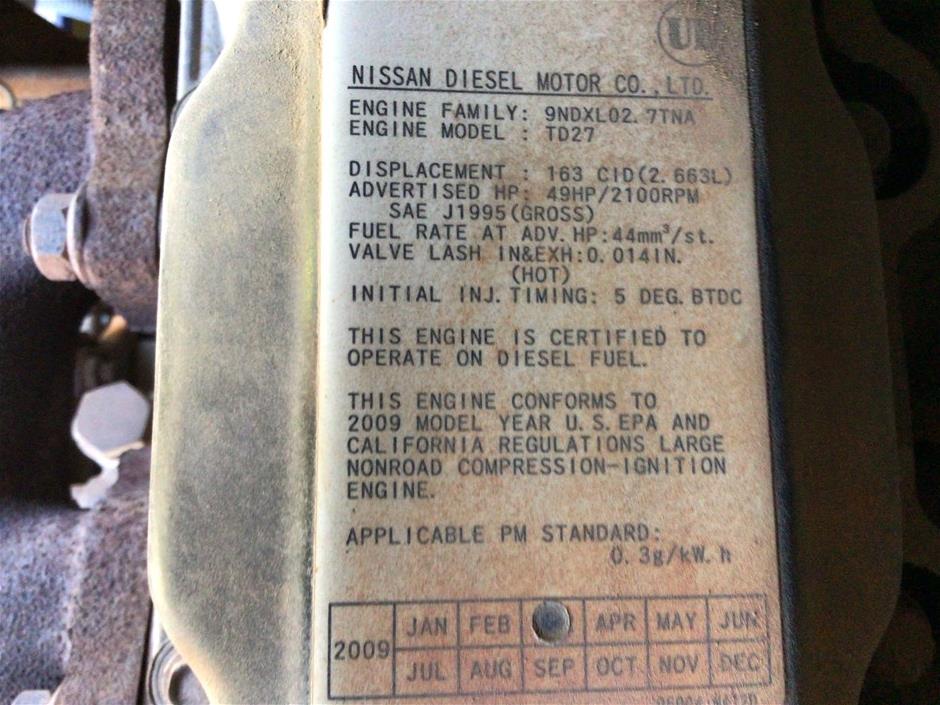 NISSAN DIESEL MOTOR CO., LTD.
ENGINE FAMILY: 9NDXL02. 7TNA
ENGINE MODEL : TD27
DISPLACEMENT : 163 CID(2. 663L)
ADVERTISED HP: 49HP/2100RPM
SAE J1995(GROSS)
FUEL RATE AT ADV. HP:44mm³/st.
VALVE LASH IN&EXH:0. 014IN.
(HOT)
INITIAL INJ. TIMING: 5 DEG. BTDC
THIS ENGINE IS CERTIFIED TO
OPERATE ON DIESEL FUEL.
THIS ENGINE CONFORMS TO
2009 MODEL YEAR U. S. EPA AND
CALIFORNIA REGULATIONS LARGE
NONROAD COMPRESSION-IGNITION
ENGINE.
APPLICABLE PM STANDARD:
0. 3g/kW. h
2009 JAN FEB APR MAY JUN
JUL AUG SEP OCT NOV DEC